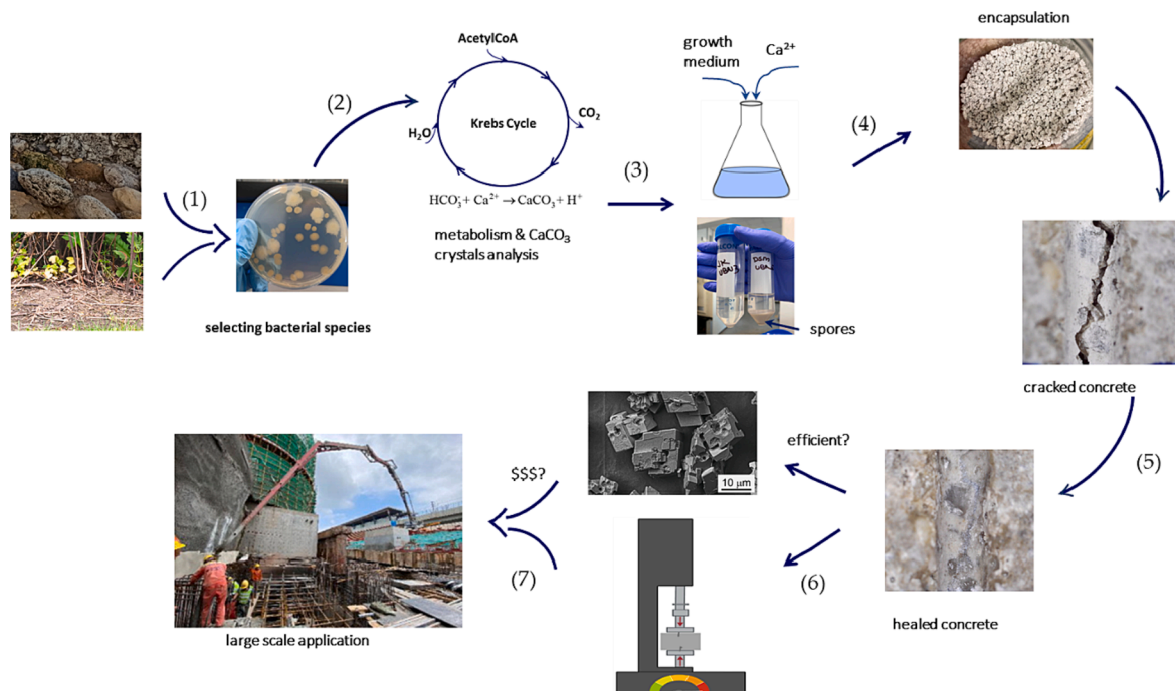 encapsulation
AcetylCoA
growth
medium
Ca²⁺
(2)
CO₂
Krebs Cycle
H₂O
(4)
(3)
(1)
HCO₃⁻ + Ca²⁺ → CaCO₃ + H⁺
metabolism & CaCO₃
crystals analysis
selecting bacterial species
UBA
spores
cracked concrete
efficient?
(5)
$$$?
10 μm
(6)
(7)
healed concrete
large scale application